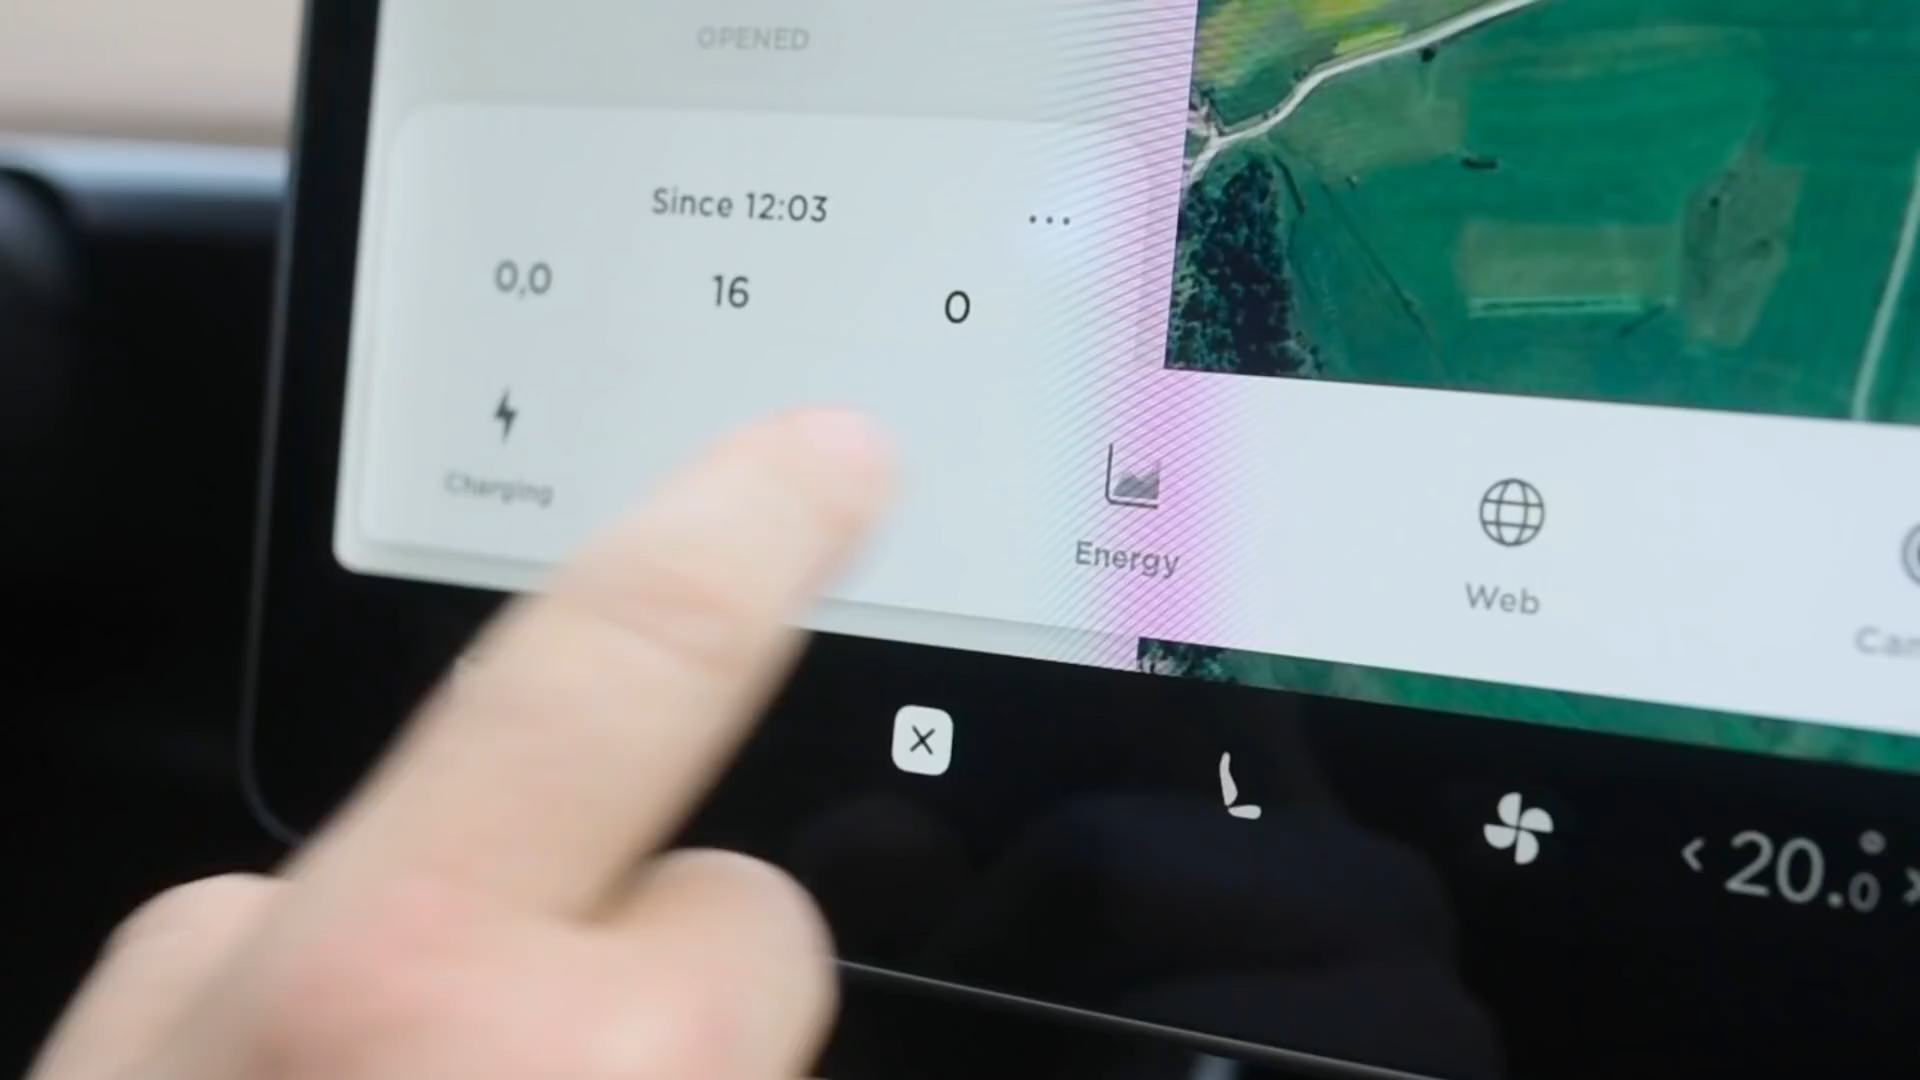 OPENED
Since 12:03
...
0,0
16
0
Charging
Energy
Web
< 20.0° >